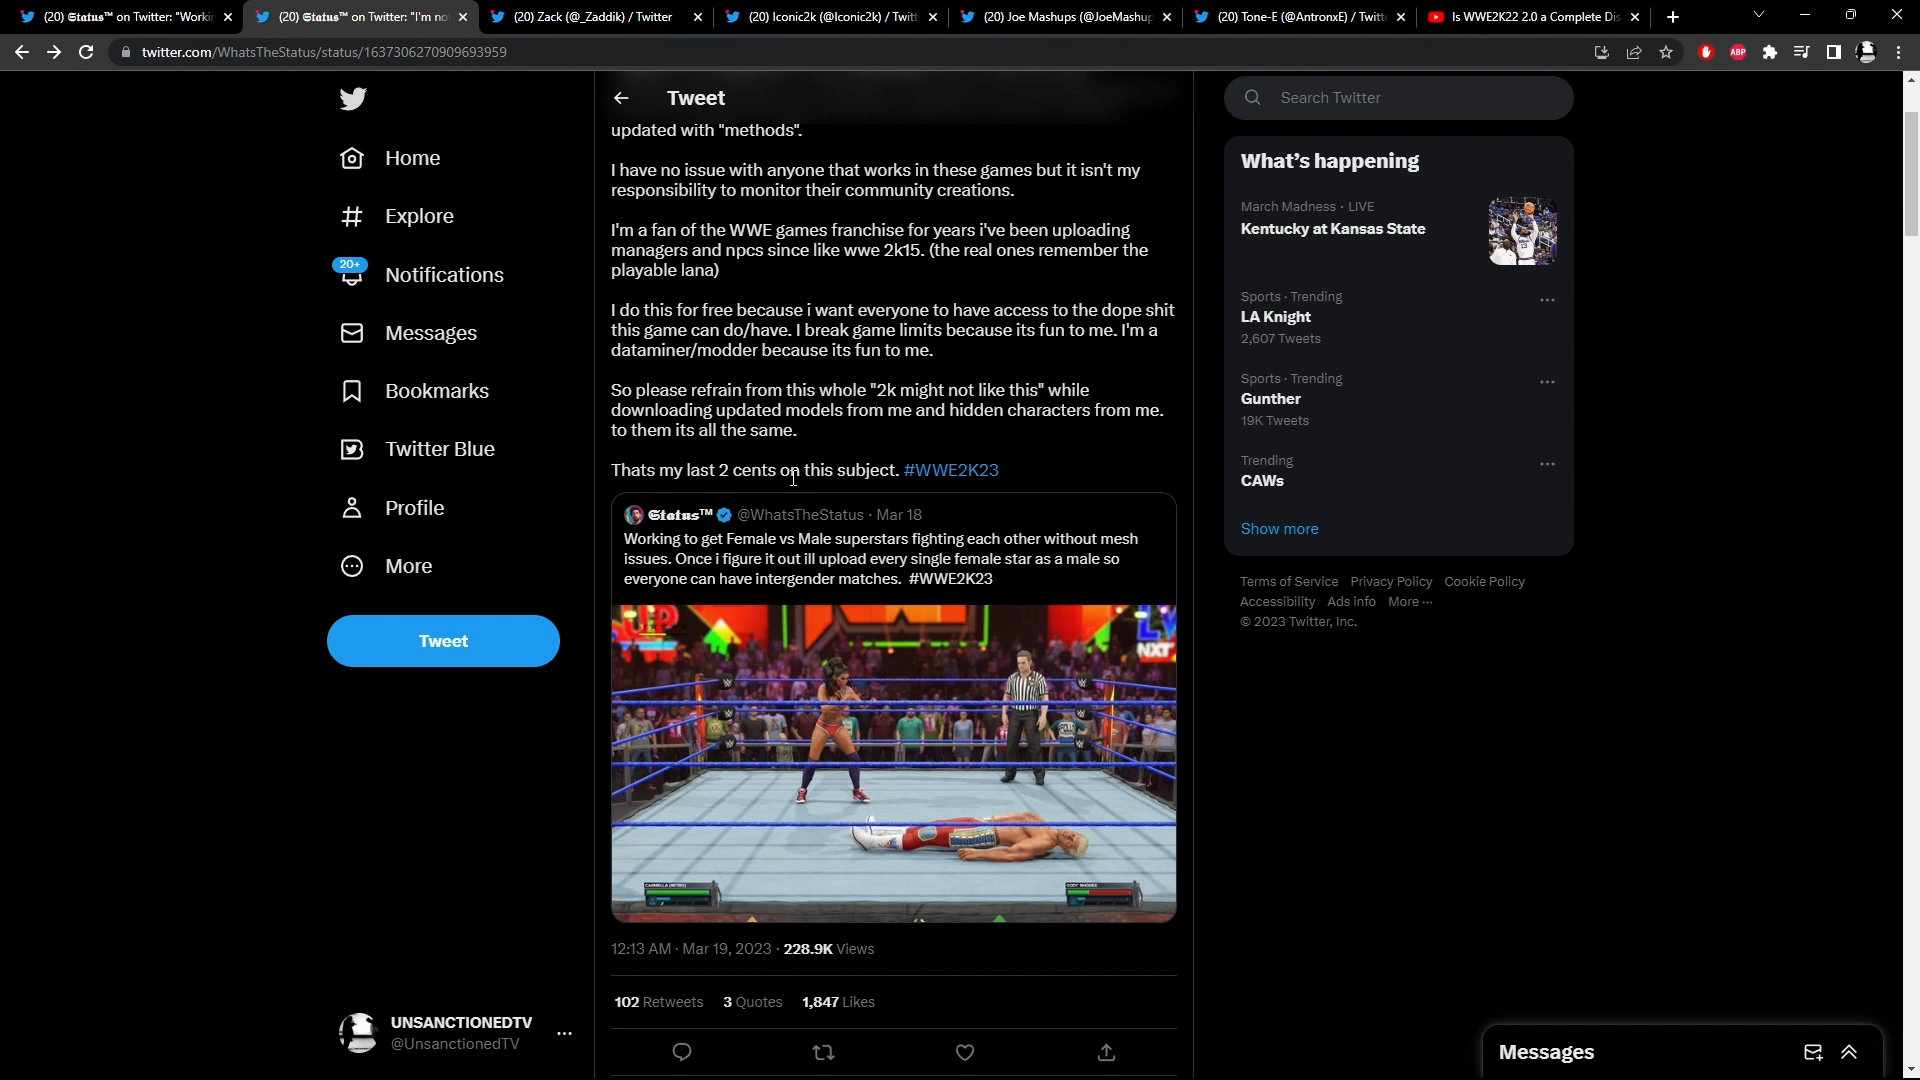 (20) 𝕾𝖙𝖆𝖙𝖚𝖘™ on Twitter: "Workin
(20) 𝕾𝖙𝖆𝖙𝖚𝖘™ on Twitter: "I'm no
(20) Zack (@_Zaddik) / Twitter
(20) Iconic2k (@Iconic2k) / Twitt
(20) Joe Mashups (@JoeMashup
(20) Tone-E (@AntronxE) / Twitt
Is WWE2K22 2.0 a Complete Dis
twitter.com/WhatsTheStatus/status/1637306270909693959
ABP
Home
Explore
20+
Notifications
Messages
Bookmarks
Twitter Blue
Profile
More
Tweet
UNSANCTIONEDTV
@UnsanctionedTV
Tweet
updated with "methods".
I have no issue with anyone that works in these games but it isn't my
responsibility to monitor their community creations.
I'm a fan of the WWE games franchise for years i've been uploading
managers and npcs since like wwe 2k15. (the real ones remember the
playable lana)
I do this for free because i want everyone to have access to the dope shit
this game can do/have. I break game limits because its fun to me. I'm a
dataminer/modder because its fun to me.
So please refrain from this whole "2k might not like this" while
downloading updated models from me and hidden characters from me.
to them its all the same.
Thats my last 2 cents on this subject. #WWE2K23
𝕾𝖙𝖆𝖙𝖚𝖘™ @WhatsTheStatus · Mar 18
Working to get Female vs Male superstars fighting each other without mesh
issues. Once i figure it out ill upload every single female star as a male so
everyone can have intergender matches. #WWE2K23
UP
NXT
CARMELLA (RETRO)
CODY RHODES
12:13 AM · Mar 19, 2023 · 228.9K Views
102 Retweets 3 Quotes 1,847 Likes
Search Twitter
What's happening
March Madness · LIVE
Kentucky at Kansas State
Sports · Trending
LA Knight
2,607 Tweets
Sports · Trending
Gunther
19K Tweets
Trending
CAWs
Show more
Terms of Service Privacy Policy Cookie Policy
Accessibility Ads info More ···
© 2023 Twitter, Inc.
Messages